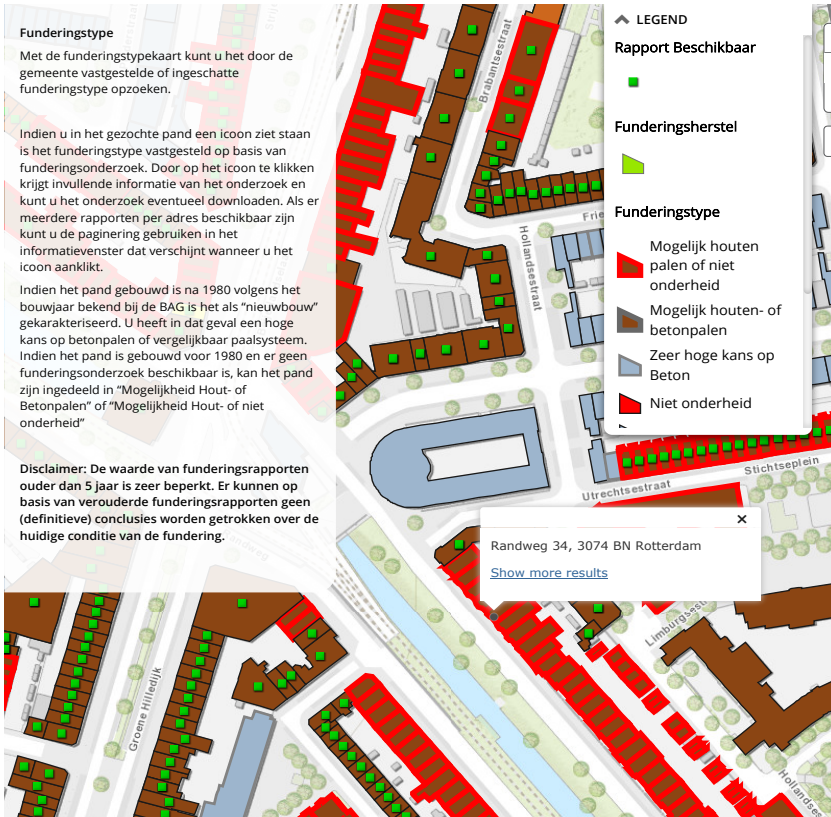 Funderingstype
Met de funderingstypekaart kunt u het door de
gemeente vastgestelde of ingeschatte
funderingstype opzoeken.
Indien u in het gezochte pand een icoon ziet staan
is het funderingstype vastgesteld op basis van
funderingsonderzoek. Door op het icoon te klikken
krijgt invullende informatie van het onderzoek en
kunt u het onderzoek eventueel downloaden. Als er
meerdere rapporten per adres beschikbaar zijn
kunt u de paginering gebruiken in het
informatievenster dat verschijnt wanneer u het
icoon aanklikt.
Indien het pand gebouwd is na 1980 volgens het
bouwjaar bekend bij de BAG is het als “nieuwbouw”
gekarakteriseerd. U heeft in dat geval een hoge
kans op betonpalen of vergelijkbaar paalsysteem.
Indien het pand is gebouwd voor 1980 en er geen
funderingsonderzoek beschikbaar is, kan het pand
zijn ingedeeld in “Mogelijkheid Hout- of
Betonpalen” of “Mogelijkheid Hout- of niet
onderheid”
Disclaimer: De waarde van funderingsrapporten
ouder dan 5 jaar is zeer beperkt. Er kunnen op
basis van verouderde funderingsrapporten geen
(definitieve) conclusies worden getrokken over de
huidige conditie van de fundering.
LEGEND
Rapport Beschikbaar
Funderingsherstel
Funderingstype
Mogelijk houten
palen of niet
onderheid
Mogelijk houten- of
betonpalen
Zeer hoge kans op
Beton
Niet onderheid
Brabantsestraat
Hollandsestraat
Frie
Stichtseplein
Utrechtsestraat
Randweg 34, 3074 BN Rotterdam
Show more results
Limburgsest
Groene Hilledijk
Hollandses